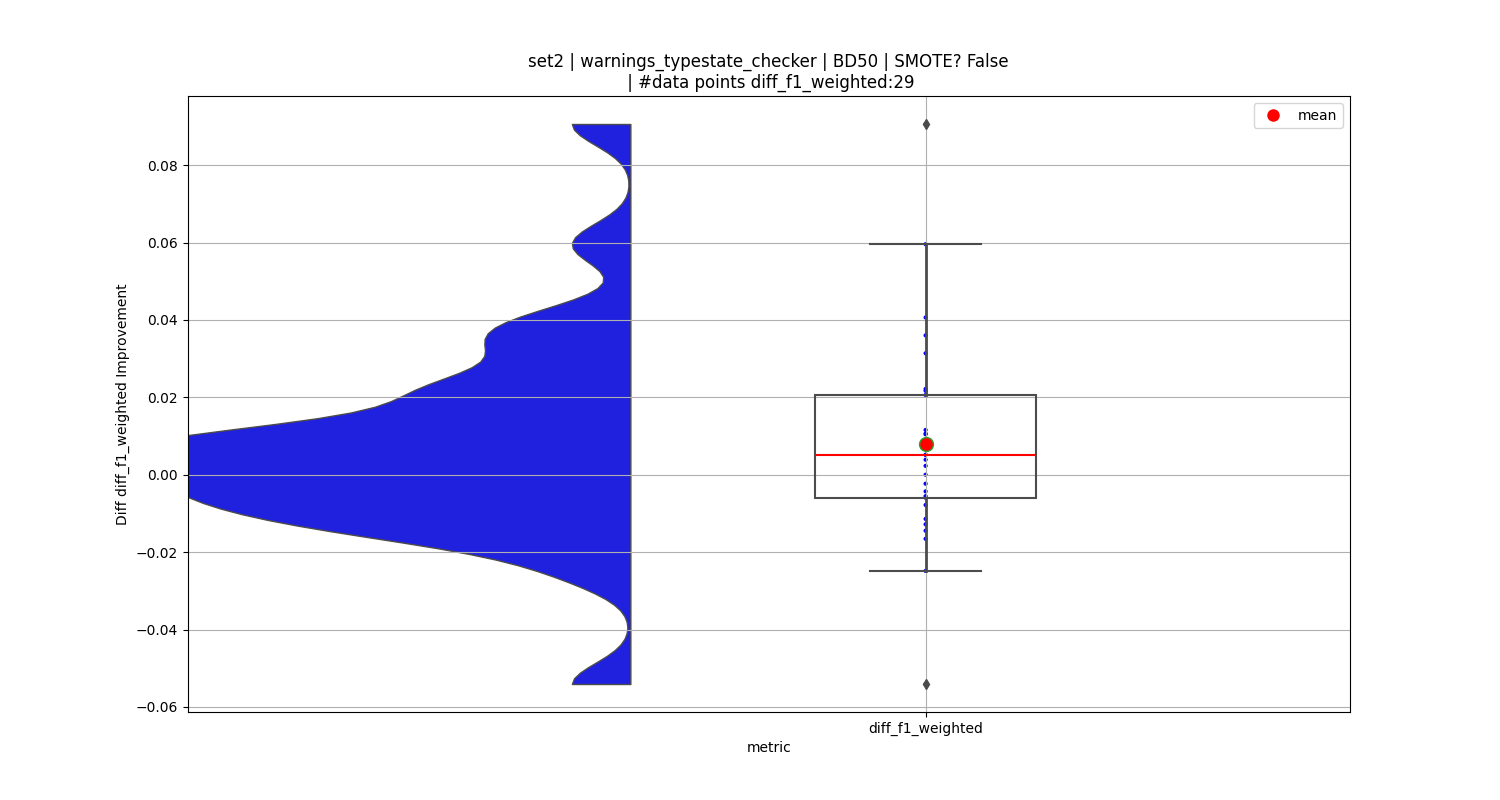 set2 | warnings_typestate_checker | BD50 | SMOTE? False
| #data points diff_f1_weighted:29
mean
0.08
0.06
0.04
0.02
0.00
−0.02
−0.04
−0.06
Diff diff_f1_weighted Improvement
diff_f1_weighted
metric